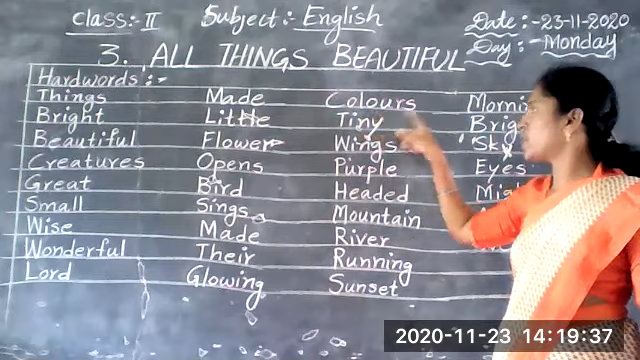 Class:- II Subject:- English Date:-23-11-2020
Day:-Monday
3. ALL THINGS BEAUTIFUL
Hardwords:-
Things Made Colours
Bright Little Tiny
Beautiful Flower Wings Sky
Creatures Opens Purple Eyes
Great Bird Headed
Small Sings Mountain
Wise Made River
Wonderful Their Running
Lord Glowing Sunset
2020-11-23 14:19:37